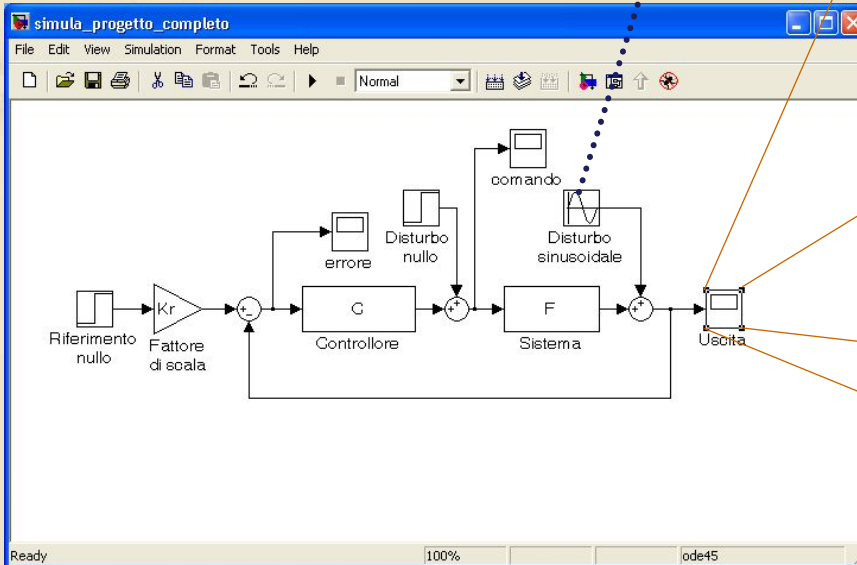 simula_progetto_completo
File Edit View Simulation Format Tools Help
Normal
comando
Disturbo
nullo
Disturbo
sinusoidale
errore
Kr
+
-
G
+
+
F
+
+
Riferimento
nullo
Fattore
di scala
Controllore
Sistema
Uscita
Ready 100% ode45